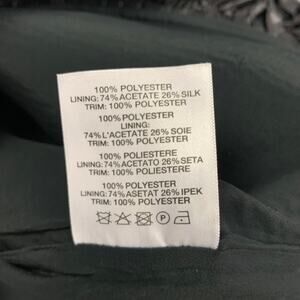 100% POLYESTER
LINING: 74% ACETATE 26% SILK
TRIM: 100% POLYESTER
100% POLYESTER
LINING:
74% L'ACETATE 26% SOIE
TRIM: 100% POLYESTER
100% POLIESTERE
LINING: 74% ACETATO 26% SETA
TRIM: 100% POLIESTERE
100% POLYESTER
LINING: 74% ASETAT 26% IPEK
TRIM: 100% POLYESTER
P